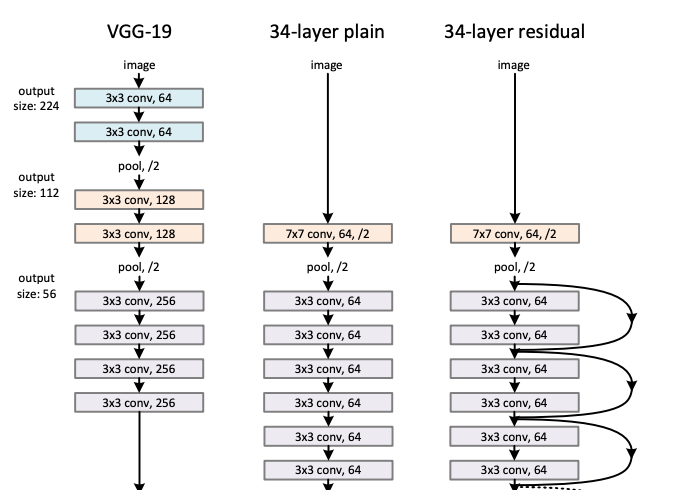 VGG-19
34-layer plain
34-layer residual
image
image
image
output
size: 224
3x3 conv, 64
3x3 conv, 64
pool, /2
output
size: 112
3x3 conv, 128
3x3 conv, 128
7x7 conv, 64, /2
7x7 conv, 64, /2
pool, /2
pool, /2
pool, /2
output
size: 56
3x3 conv, 256
3x3 conv, 64
3x3 conv, 64
3x3 conv, 256
3x3 conv, 64
3x3 conv, 64
3x3 conv, 256
3x3 conv, 64
3x3 conv, 64
3x3 conv, 256
3x3 conv, 64
3x3 conv, 64
3x3 conv, 64
3x3 conv, 64
3x3 conv, 64
3x3 conv, 64